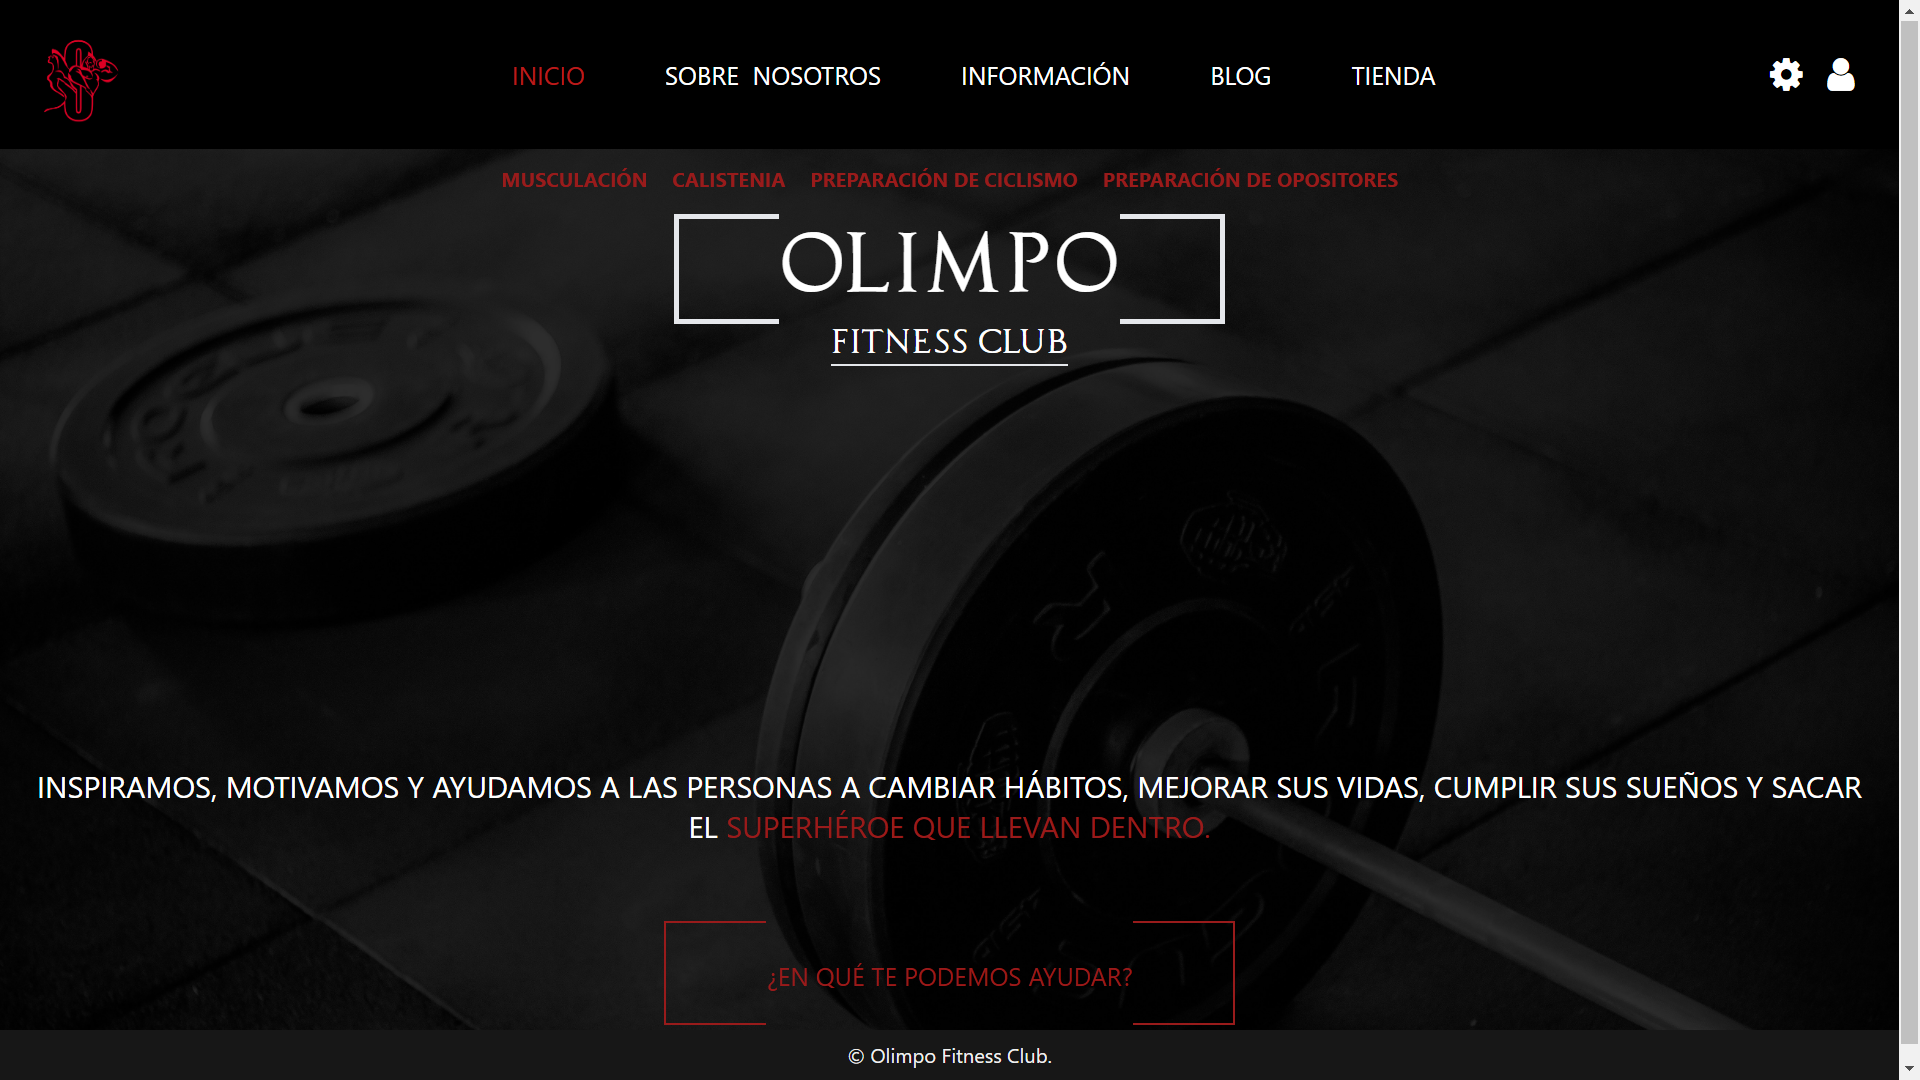 INICIO SOBRE NOSOTROS INFORMACIÓN BLOG TIENDA
MUSCULACIÓN CALISTENIA PREPARACIÓN DE CICLISMO PREPARACIÓN DE OPOSITORES
OLIMPO
FITNESS CLUB
INSPIRAMOS, MOTIVAMOS Y AYUDAMOS A LAS PERSONAS A CAMBIAR HÁBITOS, MEJORAR SUS VIDAS, CUMPLIR SUS SUEÑOS Y SACAR
EL SUPERHÉROE QUE LLEVAN DENTRO.
¿EN QUÉ TE PODEMOS AYUDAR?
© Olimpo Fitness Club.